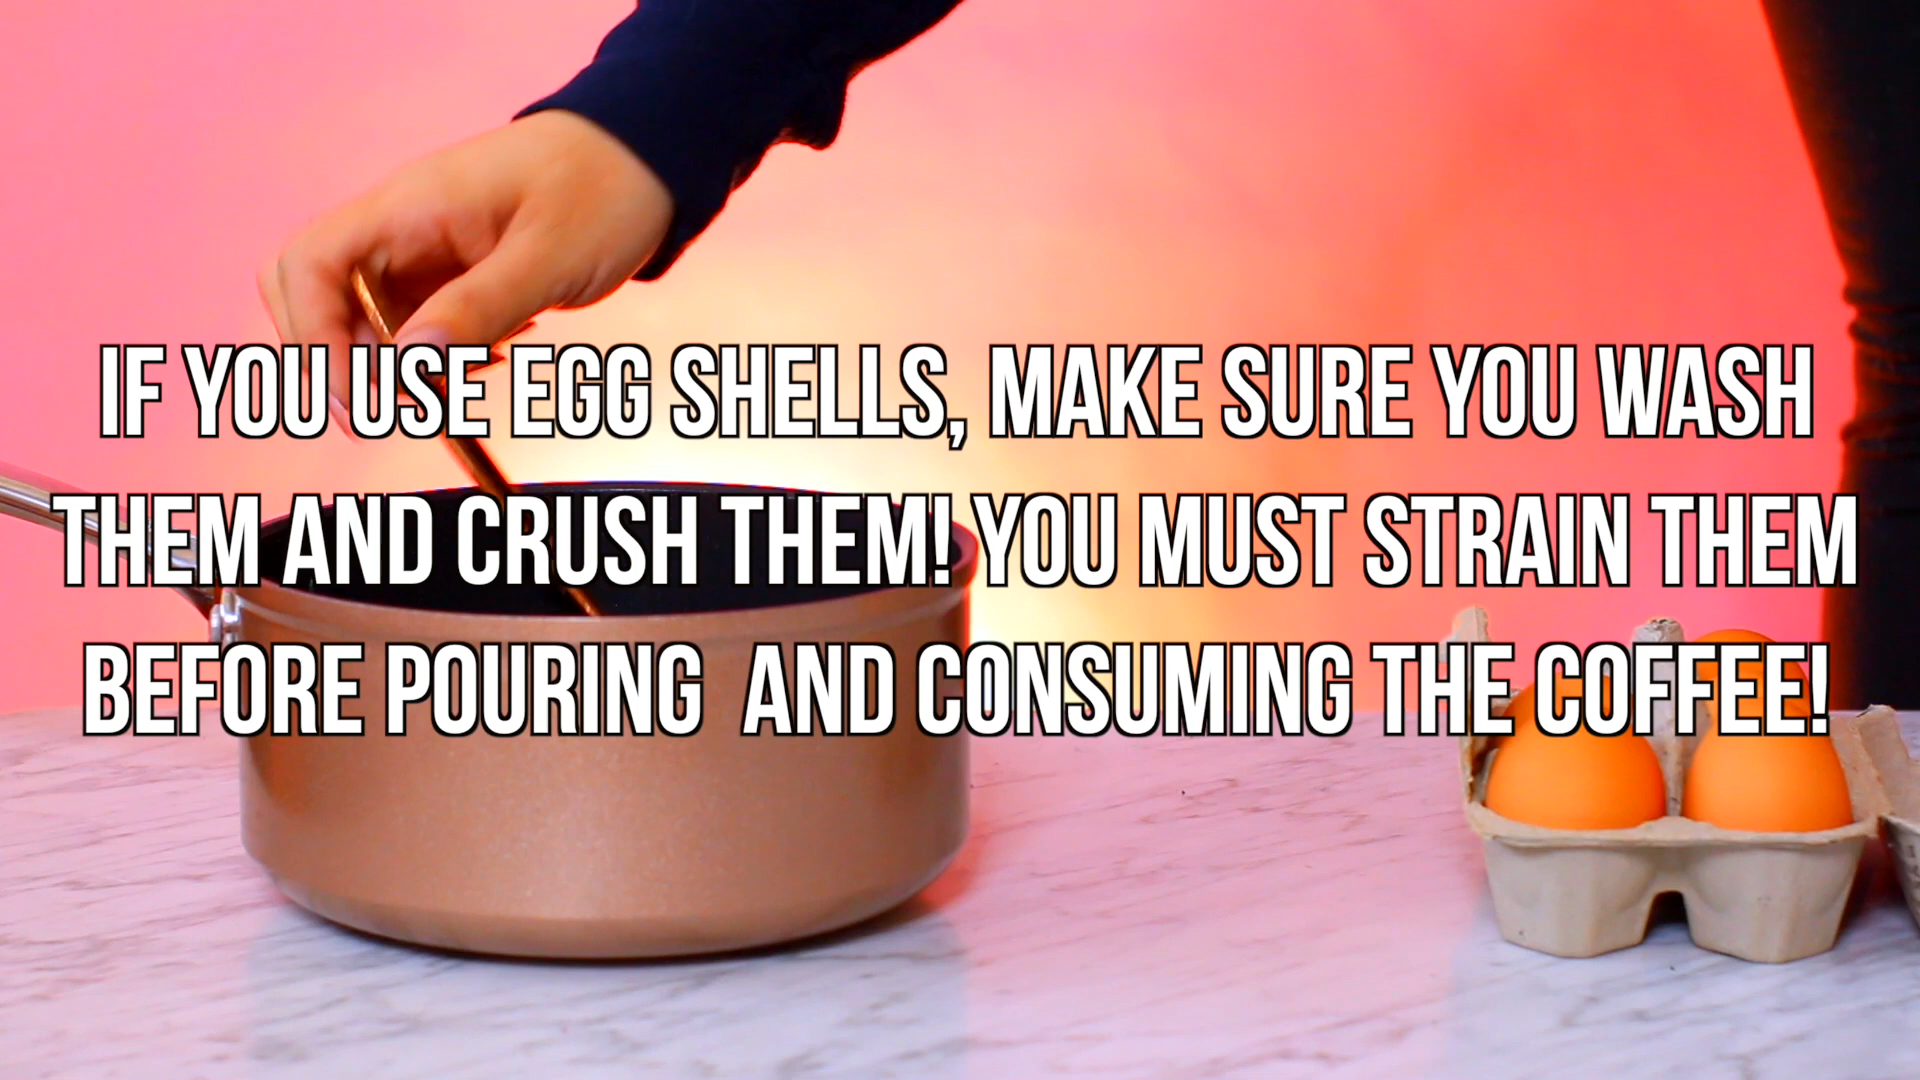 IF YOU USE EGG SHELLS, MAKE SURE YOU WASH
THEM AND CRUSH THEM! YOU MUST STRAIN THEM
BEFORE POURING  AND CONSUMING THE COFFEE!